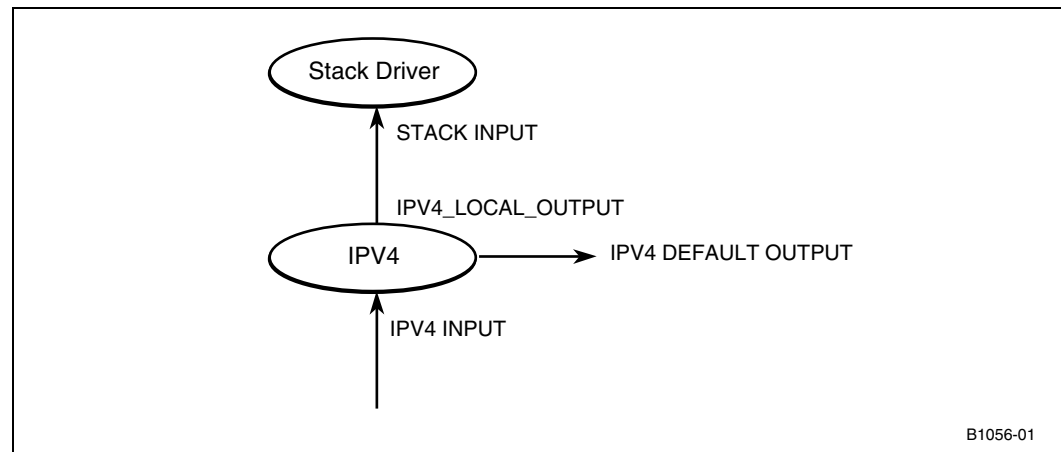 Stack Driver
STACK INPUT
IPV4_LOCAL_OUTPUT
IPV4
IPV4 DEFAULT OUTPUT
IPV4 INPUT
B1056-01